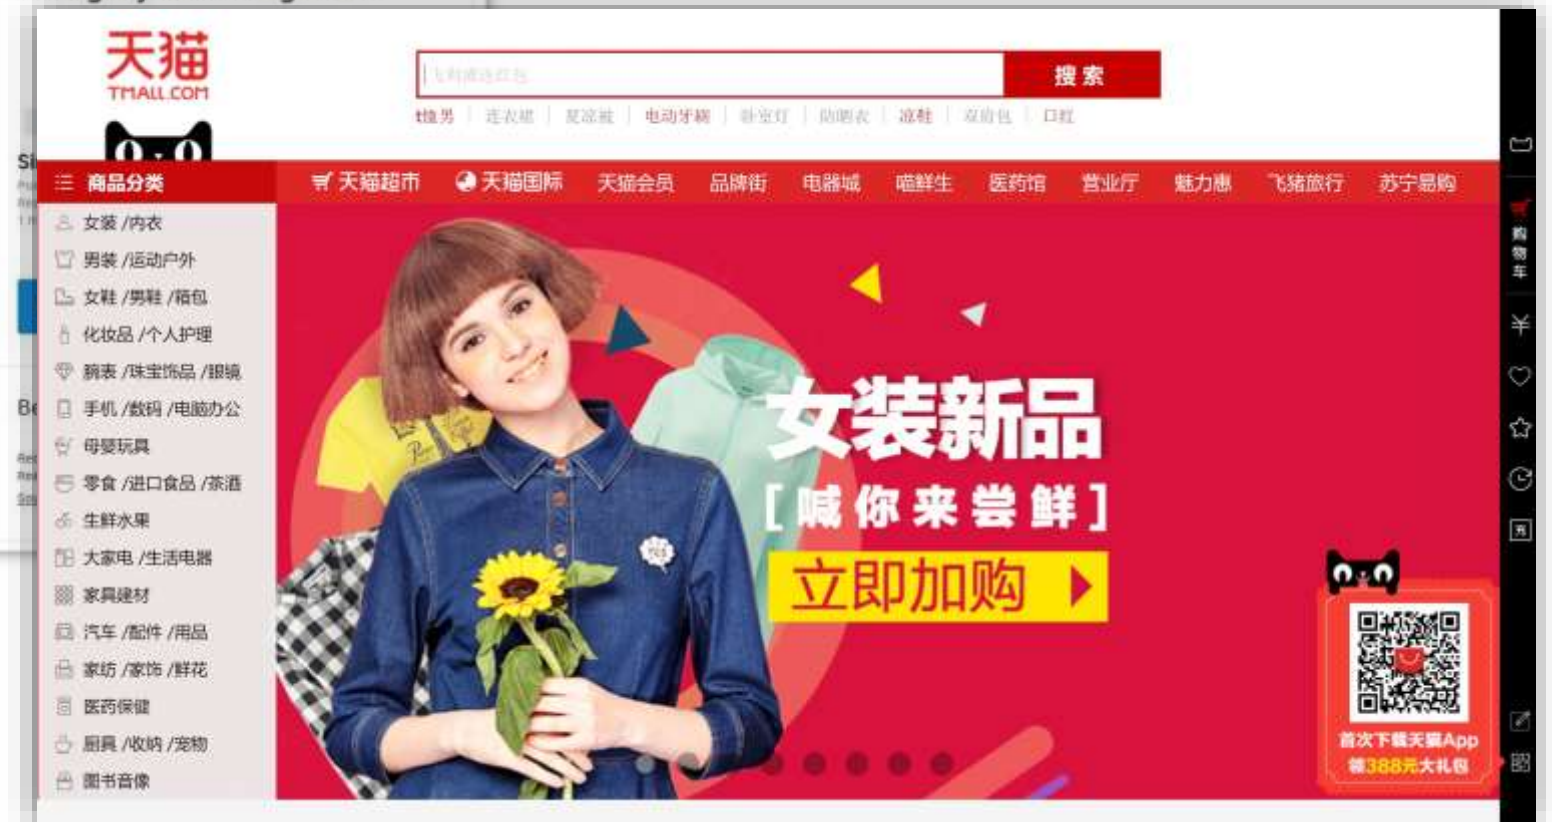 天猫
TMALL.COM
搜索
电动牙刷
凉鞋
口红
商品分类
天猫超市
天猫国际
天猫会员
品牌街
电器城
喵鲜生
医药馆
营业厅
魅力惠
飞猪旅行
苏宁易购
女装 /内衣
男装 /运动户外
女鞋 /男鞋 /箱包
化妆品 /个人护理
腕表 /珠宝饰品 /眼镜
手机 /数码 /电脑办公
母婴玩具
零食 /进口食品 /茶酒
生鲜水果
大家电 /生活电器
家具建材
汽车 /配件 /用品
家纺 /家饰 /鲜花
医药保健
厨具 /收纳 /宠物
图书音像
女装新品
[喊你来尝鲜]
立即加购
首次下载天猫App
领388元大礼包
购物车